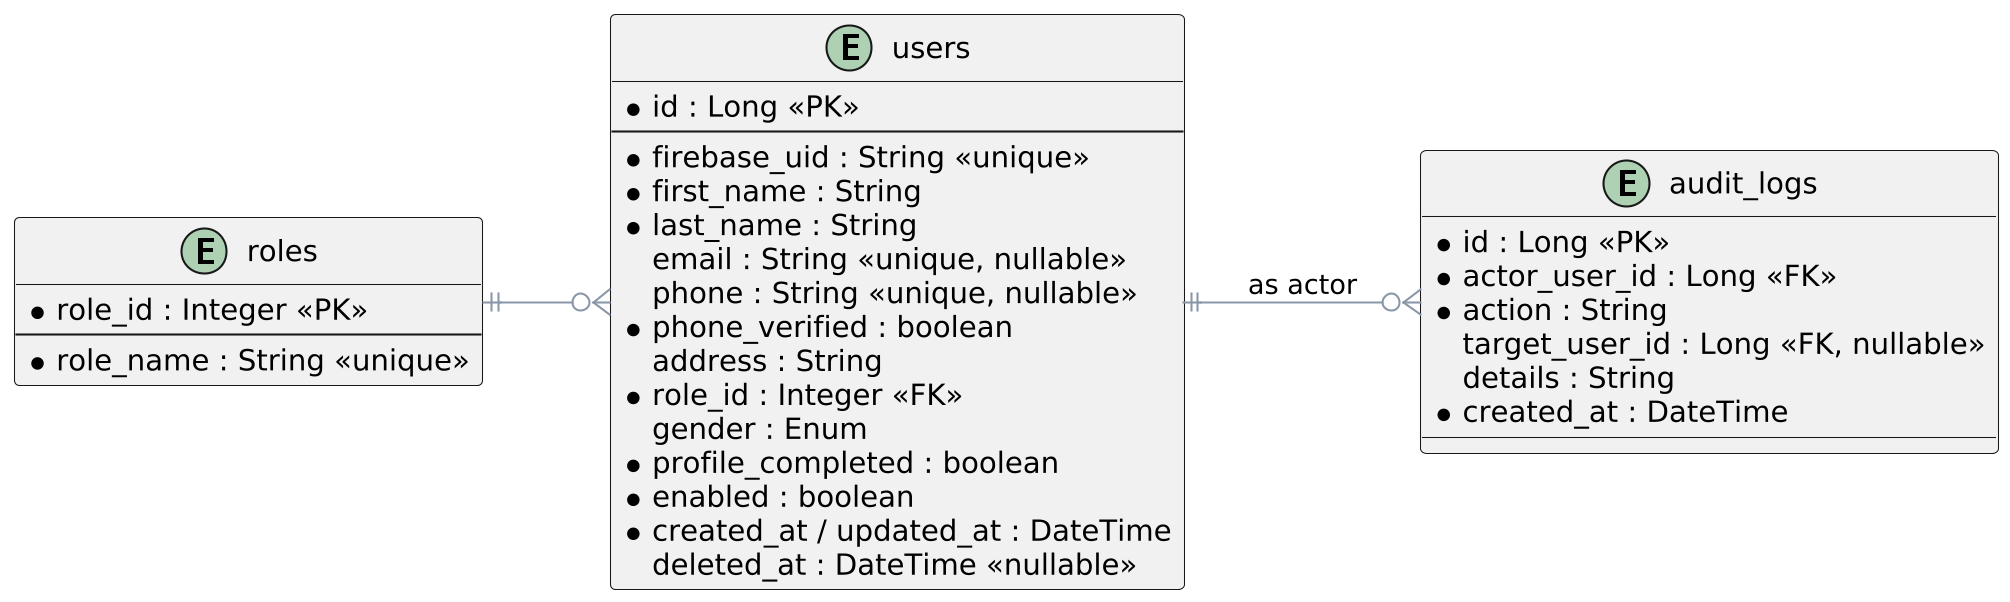 E roles
role_id : Integer «PK»
role_name : String «unique»
E users
id : Long «PK»
firebase_uid : String «unique»
first_name : String
last_name : String
email : String «unique, nullable»
phone : String «unique, nullable»
phone_verified : boolean
address : String
role_id : Integer «FK»
gender : Enum
profile_completed : boolean
enabled : boolean
created_at / updated_at : DateTime
deleted_at : DateTime «nullable»
as actor
E audit_logs
id : Long «PK»
actor_user_id : Long «FK»
action : String
target_user_id : Long «FK, nullable»
details : String
created_at : DateTime